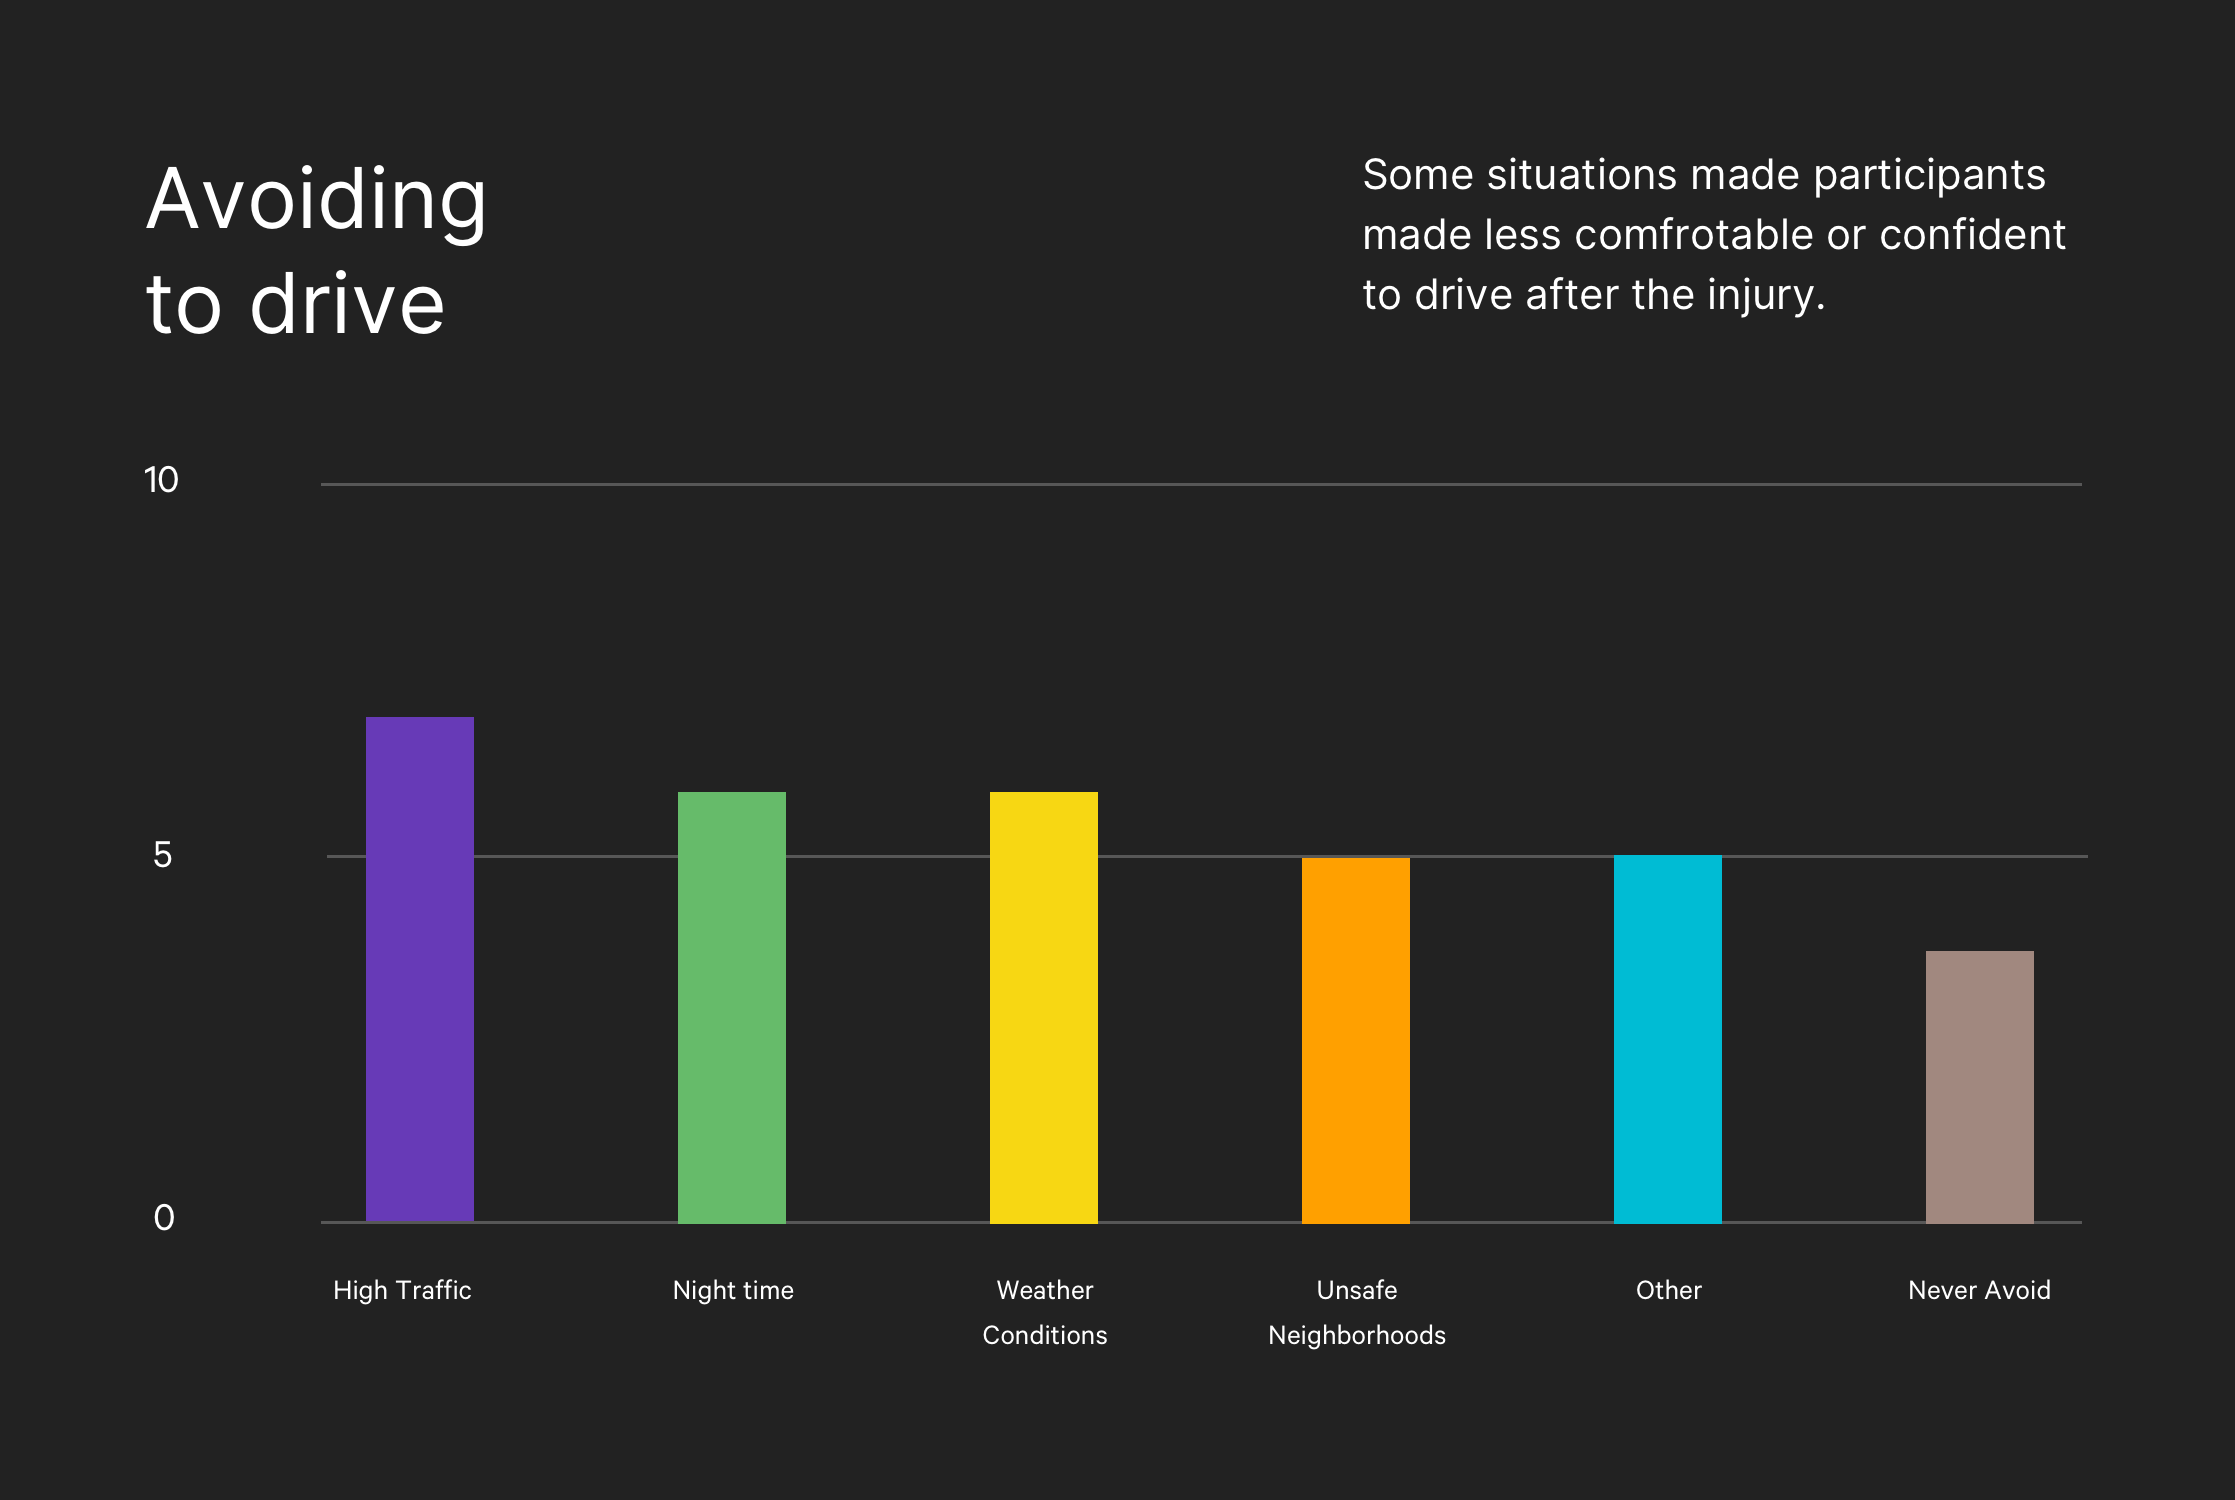 Avoiding
to drive
Some situations made participants
made less comfrotable or confident
to drive after the injury.
10
5
0
High Traffic
Night time
Weather
Conditions
Unsafe
Neighborhoods
Other
Never Avoid